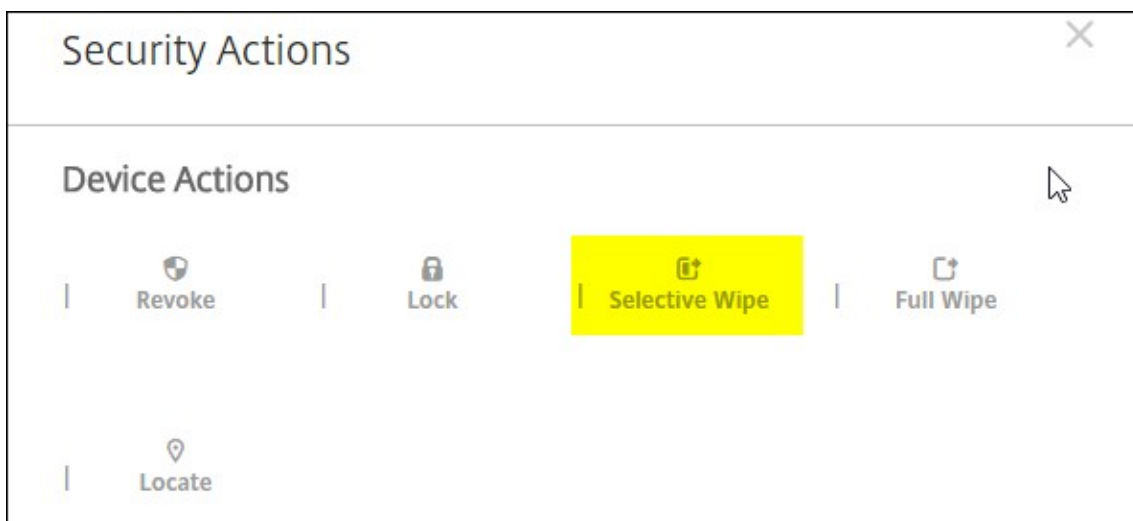 Security Actions
Device Actions
Revoke
Lock
Selective Wipe
Full Wipe
Locate